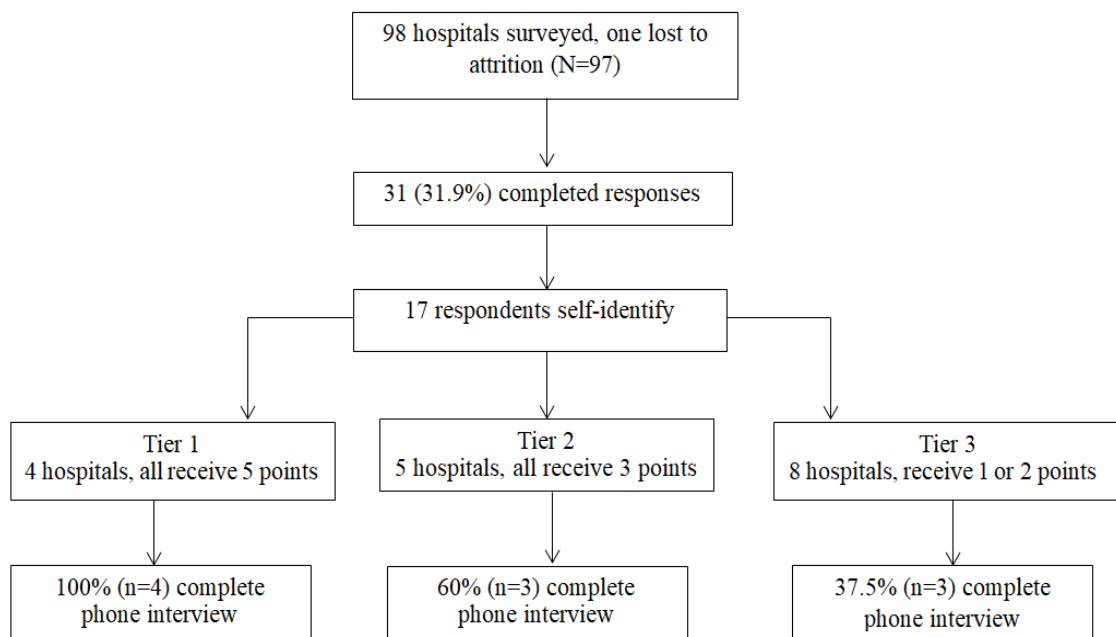 98 hospitals surveyed, one lost to
attrition (N=97)
31 (31.9%) completed responses
17 respondents self-identify
Tier 1
4 hospitals, all receive 5 points
Tier 2
5 hospitals, all receive 3 points
Tier 3
8 hospitals, receive 1 or 2 points
100% (n=4) complete
phone interview
60% (n=3) complete
phone interview
37.5% (n=3) complete
phone interview